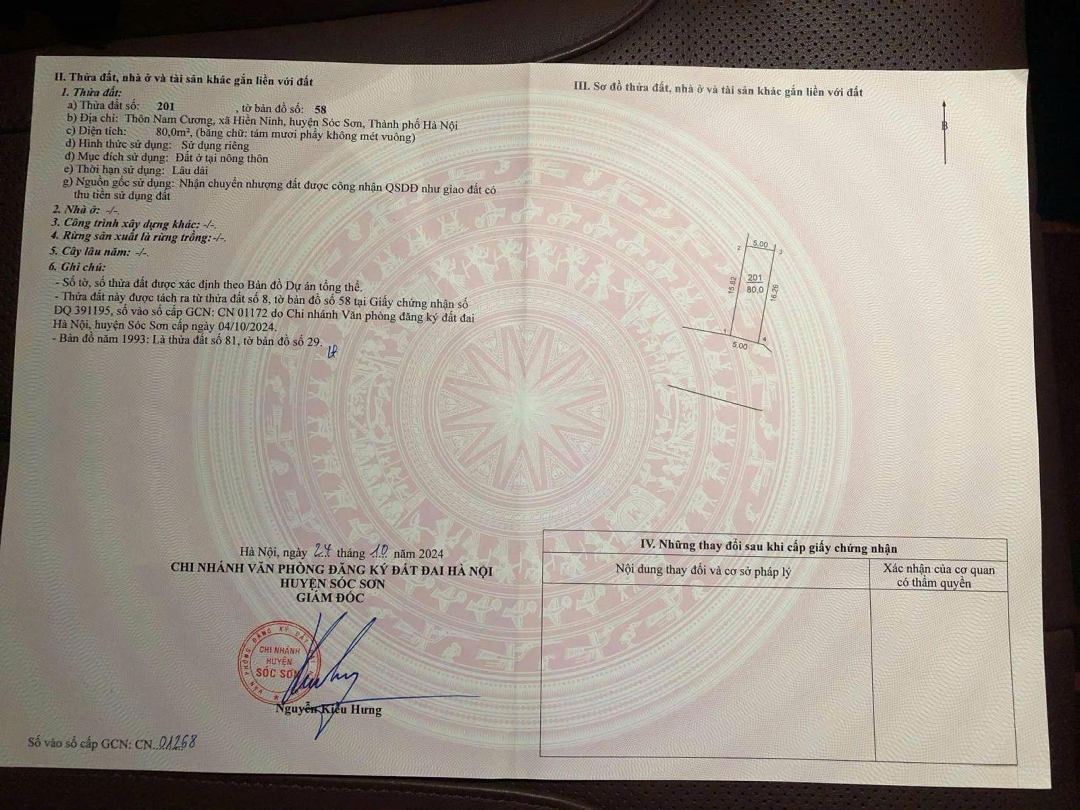 II. Thửa đất, nhà ở và tài sản khác gắn liền với đất
1. Thửa đất:
a) Thửa đất số: 201 , tờ bản đồ số: 58
b) Địa chỉ: Thôn Nam Cương, xã Hiền Ninh, huyện Sóc Sơn, Thành phố Hà Nội
c) Diện tích: 80,0m², (bằng chữ: tám mươi phẩy không mét vuông)
d) Hình thức sử dụng: Sử dụng riêng
đ) Mục đích sử dụng: Đất ở tại nông thôn
e) Thời hạn sử dụng: Lâu dài
g) Nguồn gốc sử dụng: Nhận chuyển nhượng đất được công nhận QSDĐ như giao đất có
thu tiền sử dụng đất
2. Nhà ở: -/-.
3. Công trình xây dựng khác: -/-.
4. Rừng sản xuất là rừng trồng:-/-.
5. Cây lâu năm: -/-.
6. Ghi chú:
- Số tờ, số thửa đất được xác định theo Bản đồ Dự án tổng thể.
- Thửa đất này được tách ra từ thửa đất số 8, tờ bản đồ số 58 tại Giấy chứng nhận số
DQ 391195, số vào sổ cấp GCN: CN 01172 do Chi nhánh Văn phòng đăng ký đất đai
Hà Nội, huyện Sóc Sơn cấp ngày 04/10/2024.
- Bản đồ năm 1993: Là thửa đất số 81, tờ bản đồ số 29.
Hà Nội, ngày 24 tháng 10 năm 2024
CHI NHÁNH VĂN PHÒNG ĐĂNG KÝ ĐẤT ĐAI HÀ NỘI
HUYỆN SÓC SƠN
GIÁM ĐỐC
VĂN PHÒNG ĐĂNG KÝ ĐẤT
CHI NHÁNH
HUYỆN
SÓC SƠN
Nguyễn Kiều Hưng
Số vào sổ cấp GCN: CN..01268
III. Sơ đồ thửa đất, nhà ở và tài sản khác gắn liền với đất
B
2 5.00 3
15.82 201 16.26
80,0
1 4
5.00
IV. Những thay đổi sau khi cấp giấy chứng nhận
Nội dung thay đổi và cơ sở pháp lý
Xác nhận của cơ quan
có thẩm quyền